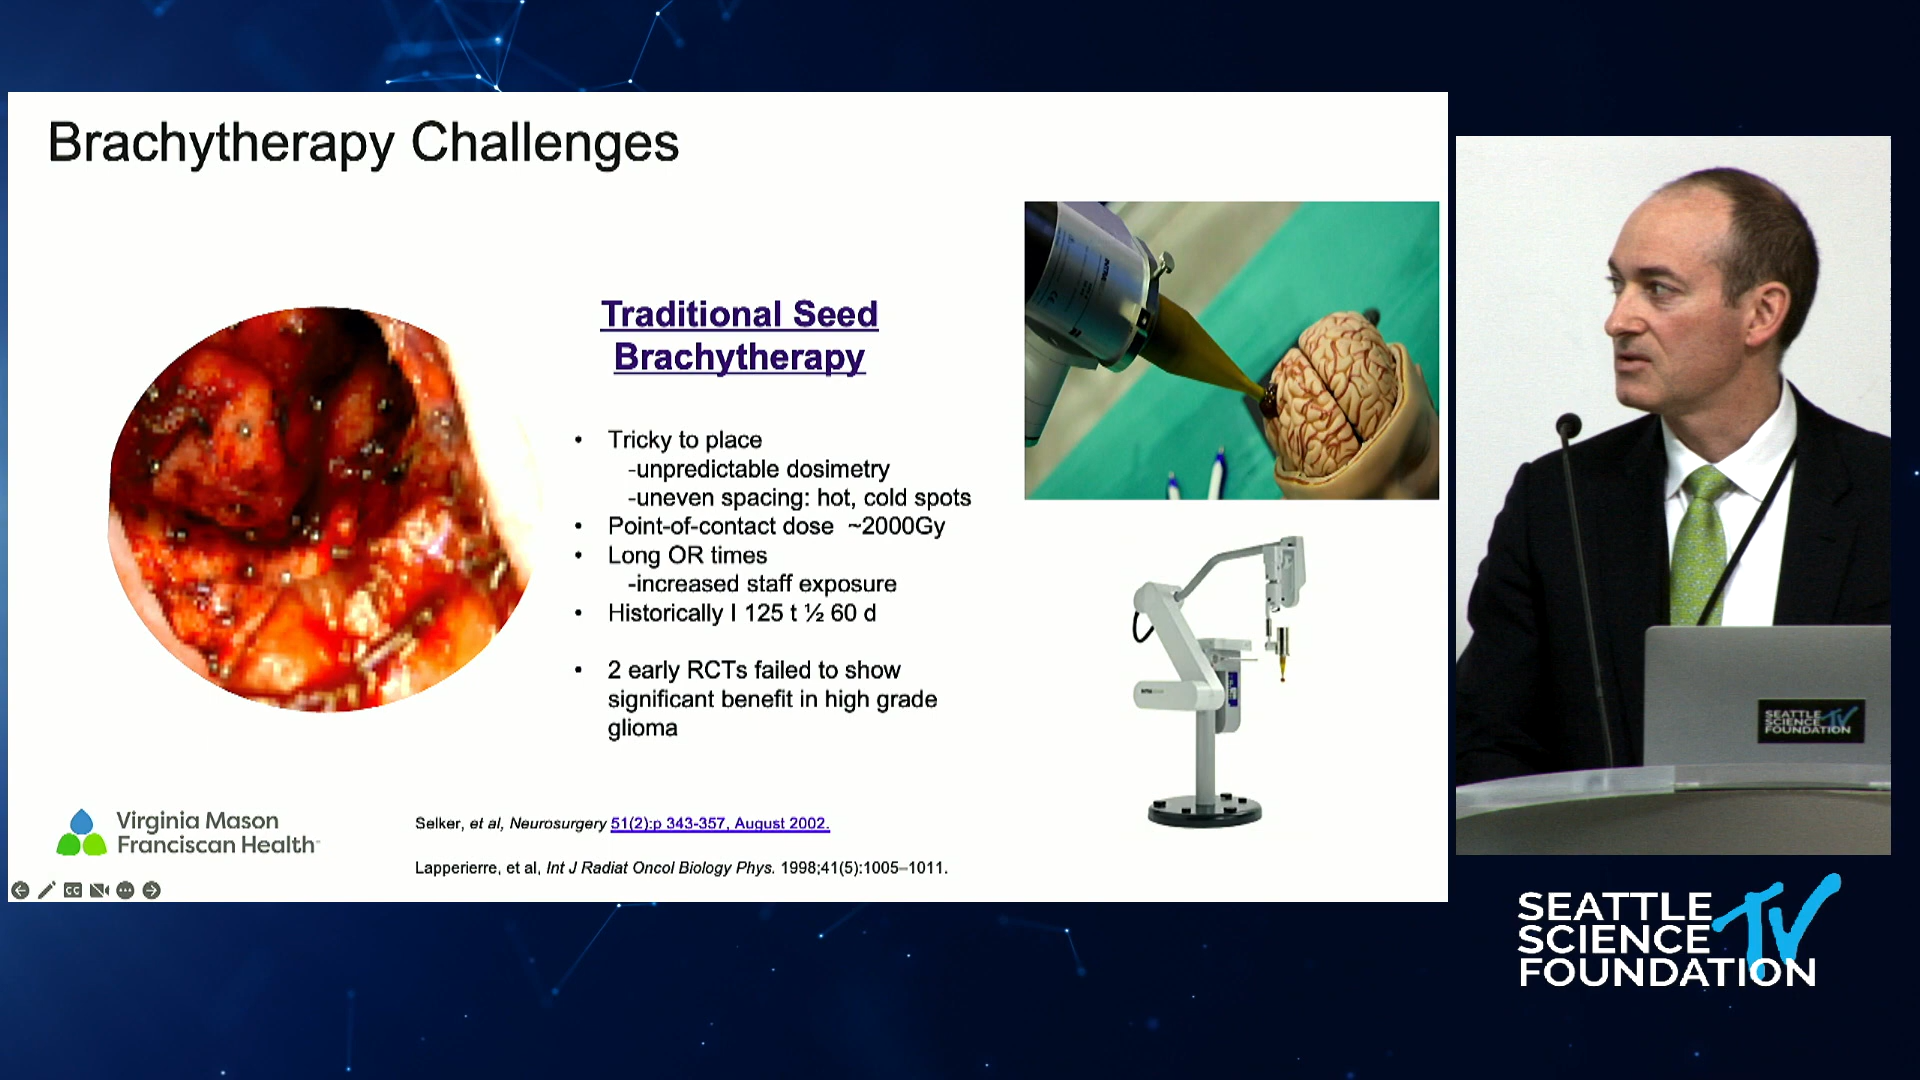 Brachytherapy Challenges
Traditional Seed
Brachytherapy
• Tricky to place
-unpredictable dosimetry
-uneven spacing: hot, cold spots
• Point-of-contact dose ~2000Gy
• Long OR times
-increased staff exposure
• Historically I 125 t ½ 60 d
• 2 early RCTs failed to show
significant benefit in high grade
glioma
Virginia Mason
Franciscan Health
Selker, et al, Neurosurgery 51(2):p 343-357, August 2002.
Lapperierre, et al, Int J Radiat Oncol Biology Phys. 1998;41(5):1005–1011.
CC
SEATTLE
SCIENCE TV
FOUNDATION
SEATTLE
SCIENCE TV
FOUNDATION